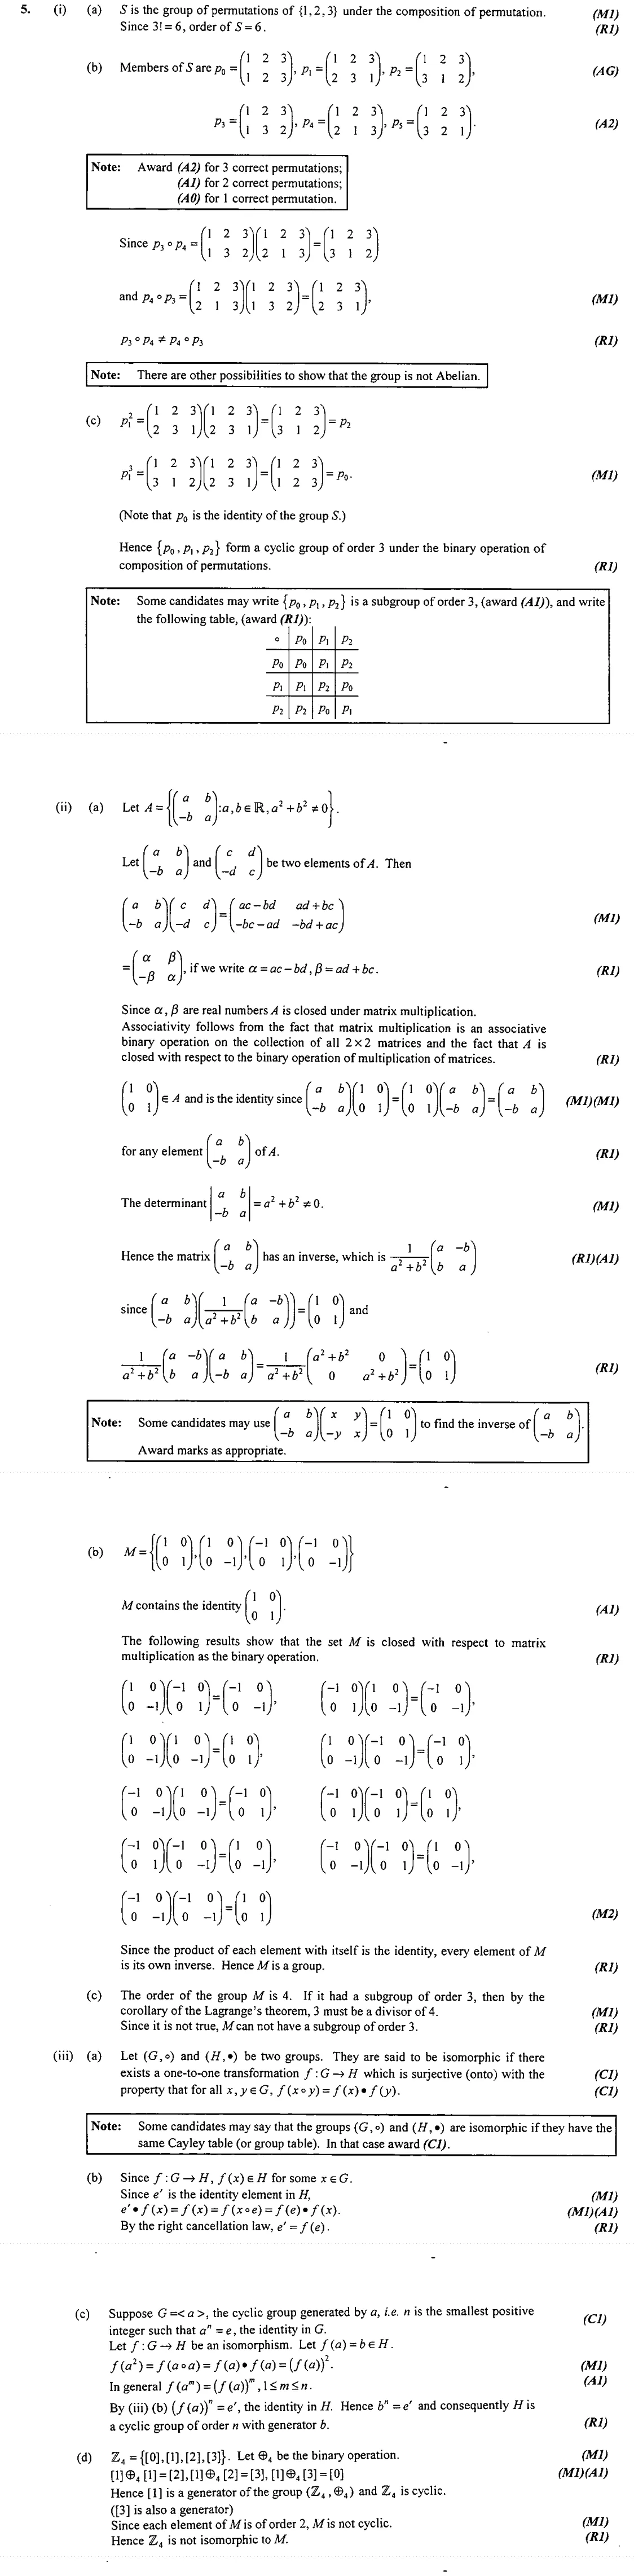 5. (i) (a) S is the group of permutations of {1, 2, 3} under the composition of permutation. (M1)
Since 3! = 6, order of S = 6. (R1)
(b) Members of S are p₀ = (1 2 3 / 1 2 3), p₁ = (1 2 3 / 2 3 1), p₂ = (1 2 3 / 3 1 2), (AG)
p₃ = (1 2 3 / 1 3 2), p₄ = (1 2 3 / 2 1 3), p₅ = (1 2 3 / 3 2 1). (A2)
Note: Award (A2) for 3 correct permutations;
(A1) for 2 correct permutations;
(A0) for 1 correct permutation.
Since p₃ ∘ p₄ = (1 2 3 / 1 3 2)(1 2 3 / 2 1 3) = (1 2 3 / 3 1 2)
and p₄ ∘ p₃ = (1 2 3 / 2 1 3)(1 2 3 / 1 3 2) = (1 2 3 / 2 3 1), (M1)
p₃ ∘ p₄ ≠ p₄ ∘ p₃ (R1)
Note: There are other possibilities to show that the group is not Abelian.
(c) p₁² = (1 2 3 / 2 3 1)(1 2 3 / 2 3 1) = (1 2 3 / 3 1 2) = p₂
p₁³ = (1 2 3 / 3 1 2)(1 2 3 / 2 3 1) = (1 2 3 / 1 2 3) = p₀. (M1)
(Note that p₀ is the identity of the group S.)
Hence {p₀, p₁, p₂} form a cyclic group of order 3 under the binary operation of
composition of permutations. (R1)
Note: Some candidates may write {p₀, p₁, p₂} is a subgroup of order 3, (award (A1)), and write
the following table, (award (R1)):
∘ p₀ p₁ p₂
p₀ p₀ p₁ p₂
p₁ p₁ p₂ p₀
p₂ p₂ p₀ p₁
(ii) (a) Let A = {(a b / −b a) : a, b ∈ ℝ, a² + b² ≠ 0}.
Let (a b / −b a) and (c d / −d c) be two elements of A. Then
(a b / −b a)(c d / −d c) = (ac − bd ad + bc / −bc − ad −bd + ac) (M1)
= (α β / −β α), if we write α = ac − bd, β = ad + bc. (R1)
Since α, β are real numbers A is closed under matrix multiplication.
Associativity follows from the fact that matrix multiplication is an associative
binary operation on the collection of all 2 × 2 matrices and the fact that A is
closed with respect to the binary operation of multiplication of matrices. (R1)
(1 0 / 0 1) ∈ A and is the identity since (a b / −b a)(1 0 / 0 1) = (1 0 / 0 1)(a b / −b a) = (a b / −b a) (M1)(M1)
for any element (a b / −b a) of A. (R1)
The determinant |a b / −b a| = a² + b² ≠ 0. (M1)
Hence the matrix (a b / −b a) has an inverse, which is 1/(a² + b²) (a −b / b a) (R1)(A1)
since (a b / −b a)(1/(a² + b²) (a −b / b a)) = (1 0 / 0 1) and
1/(a² + b²) (a −b / b a)(a b / −b a) = 1/(a² + b²) (a² + b² 0 / 0 a² + b²) = (1 0 / 0 1) (R1)
Note: Some candidates may use (a b / −b a)(x y / −y x) = (1 0 / 0 1) to find the inverse of (a b / −b a).
Award marks as appropriate.
(b) M = {(1 0 / 0 1), (1 0 / 0 −1), (−1 0 / 0 1), (−1 0 / 0 −1)}
M contains the identity (1 0 / 0 1). (A1)
The following results show that the set M is closed with respect to matrix
multiplication as the binary operation. (R1)
(1 0 / 0 −1)(−1 0 / 0 1) = (−1 0 / 0 −1), (−1 0 / 0 1)(1 0 / 0 −1) = (−1 0 / 0 −1),
(1 0 / 0 −1)(1 0 / 0 −1) = (1 0 / 0 1), (1 0 / 0 −1)(−1 0 / 0 −1) = (−1 0 / 0 1),
(−1 0 / 0 −1)(1 0 / 0 −1) = (−1 0 / 0 1), (−1 0 / 0 1)(−1 0 / 0 1) = (1 0 / 0 1),
(−1 0 / 0 1)(−1 0 / 0 −1) = (1 0 / 0 −1), (−1 0 / 0 −1)(−1 0 / 0 1) = (1 0 / 0 −1),
(−1 0 / 0 −1)(−1 0 / 0 −1) = (1 0 / 0 1) (M2)
Since the product of each element with itself is the identity, every element of M
is its own inverse. Hence M is a group. (R1)
(c) The order of the group M is 4. If it had a subgroup of order 3, then by the
corollary of the Lagrange's theorem, 3 must be a divisor of 4. (M1)
Since it is not true, M can not have a subgroup of order 3. (R1)
(iii) (a) Let (G, ∘) and (H, •) be two groups. They are said to be isomorphic if there
exists a one-to-one transformation f : G → H which is surjective (onto) with the (C1)
property that for all x, y ∈ G, f(x ∘ y) = f(x) • f(y). (C1)
Note: Some candidates may say that the groups (G, ∘) and (H, •) are isomorphic if they have the
same Cayley table (or group table). In that case award (C1).
(b) Since f : G → H, f(x) ∈ H for some x ∈ G.
Since e′ is the identity element in H, (M1)
e′ • f(x) = f(x) = f(x ∘ e) = f(e) • f(x). (M1)(A1)
By the right cancellation law, e′ = f(e). (R1)
(c) Suppose G =< a >, the cyclic group generated by a, i.e. n is the smallest positive
integer such that aⁿ = e, the identity in G. (C1)
Let f : G → H be an isomorphism. Let f(a) = b ∈ H.
f(a²) = f(a ∘ a) = f(a) • f(a) = (f(a))². (M1)
In general f(aᵐ) = (f(a))ᵐ, 1 ≤ m ≤ n. (A1)
By (iii) (b) (f(a))ⁿ = e′, the identity in H. Hence bⁿ = e′ and consequently H is
a cyclic group of order n with generator b. (R1)
(d) ℤ₄ = {[0], [1], [2], [3]}. Let ⊕₄ be the binary operation. (M1)
[1] ⊕₄ [1] = [2], [1] ⊕₄ [2] = [3], [1] ⊕₄ [3] = [0] (M1)(A1)
Hence [1] is a generator of the group (ℤ₄, ⊕₄) and ℤ₄ is cyclic.
([3] is also a generator)
Since each element of M is of order 2, M is not cyclic. (M1)
Hence ℤ₄ is not isomorphic to M. (R1)